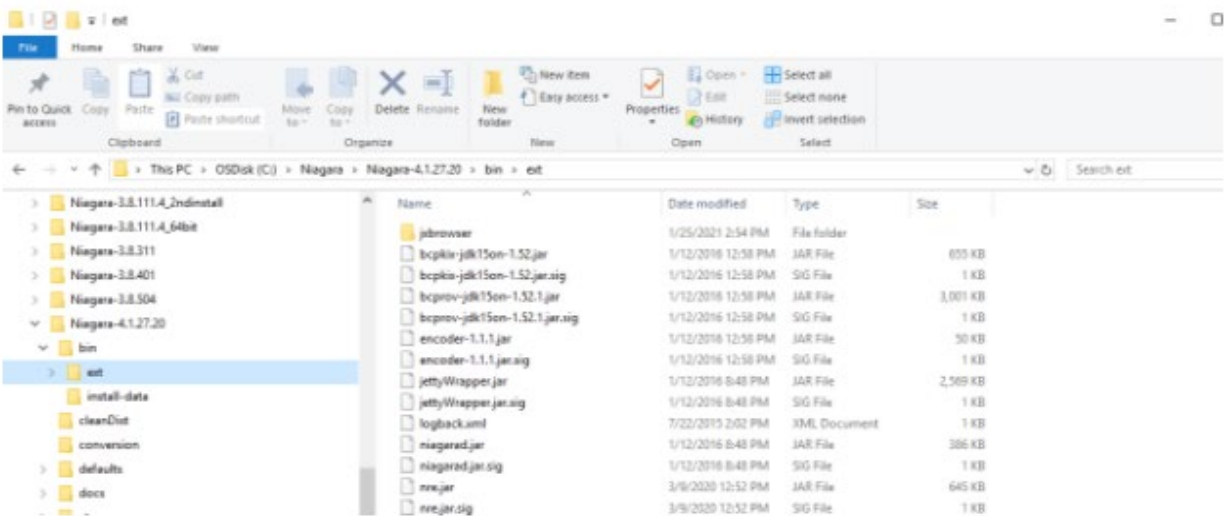 ext
File Home Share View
Pin to Quick access
Copy
Paste
Cut
Copy path
Paste shortcut
Clipboard
Move to
Copy to
Delete
Rename
Organize
New folder
New item
Easy access
New
Properties
Open
Edit
History
Open
Select all
Select none
Invert selection
Select
This PC > OSDisk (C:) > Niagara > Niagara-4.1.27.20 > bin > ext
Search ext
Niagara-3.8.111.4_2ndinstall
Niagara-3.8.111.4_64bit
Niagara-3.8.311
Niagara-3.8.401
Niagara-3.8.504
Niagara-4.1.27.20
bin
ext
install-data
cleanDist
conversion
defaults
docs
Name Date modified Type Size
jxbrowser 1/25/2021 2:54 PM File folder
bcpkix-jdk15on-1.52.jar 1/12/2016 12:58 PM JAR File 655 KB
bcpkix-jdk15on-1.52.jar.sig 1/12/2016 12:58 PM SIG File 1 KB
bcprov-jdk15on-1.52.1.jar 1/12/2016 12:58 PM JAR File 3,001 KB
bcprov-jdk15on-1.52.1.jar.sig 1/12/2016 12:58 PM SIG File 1 KB
encoder-1.1.1.jar 1/12/2016 12:58 PM JAR File 50 KB
encoder-1.1.1.jar.sig 1/12/2016 12:58 PM SIG File 1 KB
jettyWrapper.jar 1/12/2016 8:48 PM JAR File 2,569 KB
jettyWrapper.jar.sig 1/12/2016 8:48 PM SIG File 1 KB
logback.xml 7/22/2015 2:02 PM XML Document 1 KB
niagarad.jar 1/12/2016 8:48 PM JAR File 386 KB
niagarad.jar.sig 1/12/2016 8:48 PM SIG File 1 KB
nre.jar 3/9/2020 12:52 PM JAR File 645 KB
nre.jar.sig 3/9/2020 12:52 PM SIG File 1 KB